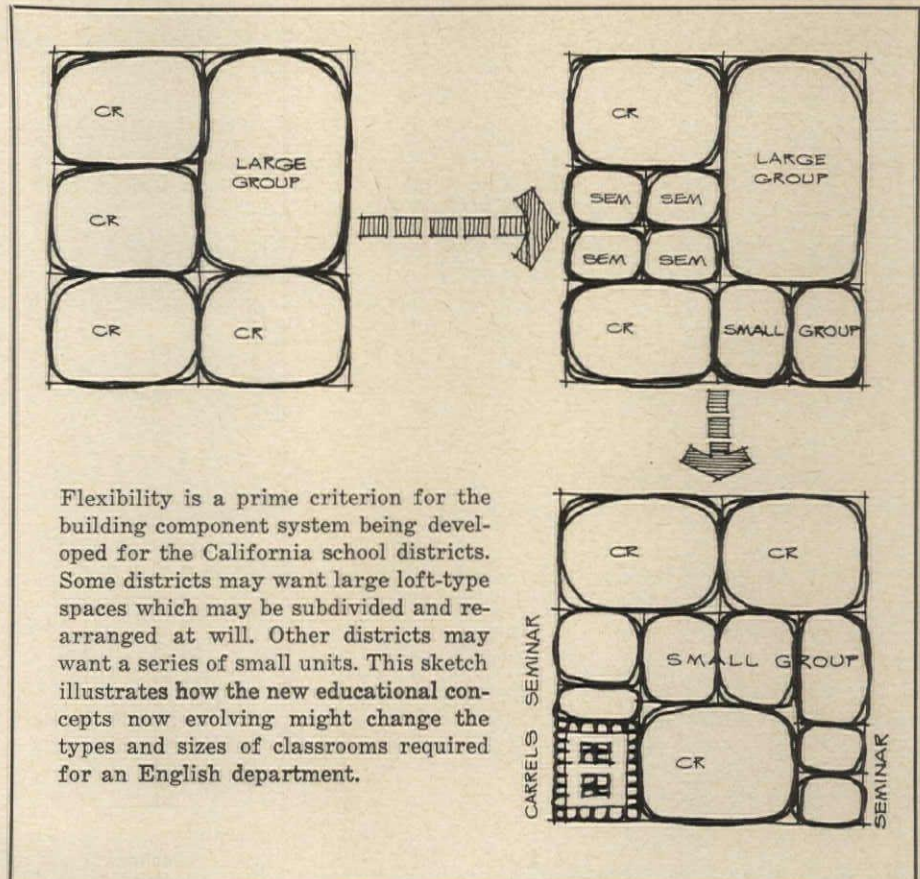 CR
LARGE
GROUP
CR
CR
CR
CR
LARGE
GROUP
SEM
SEM
SEM
SEM
CR
SMALL
GROUP
Flexibility is a prime criterion for the
building component system being devel-
oped for the California school districts.
Some districts may want large loft-type
spaces which may be subdivided and re-
arranged at will. Other districts may
want a series of small units. This sketch
illustrates how the new educational con-
cepts now evolving might change the
types and sizes of classrooms required
for an English department.
CR
CR
SEMINAR
SMALL GROUP
CARRELS
CR
SEMINAR